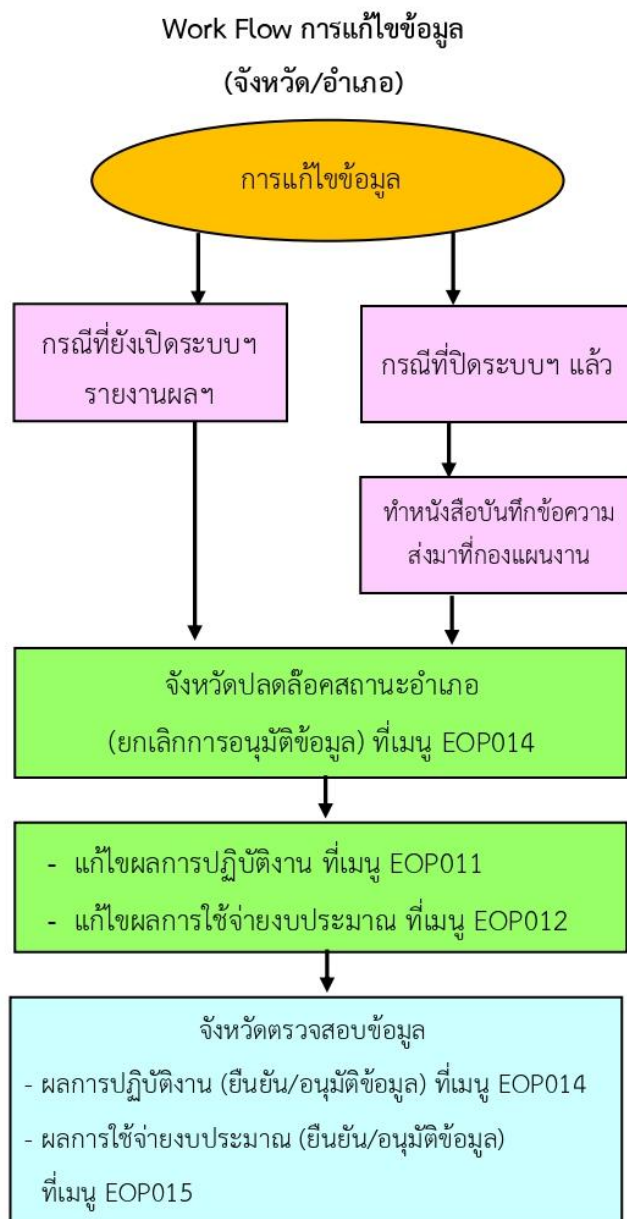 Work Flow การแก้ไขข้อมูล
(จังหวัด/อำเภอ)
การแก้ไขข้อมูล
กรณีที่ยังเปิดระบบฯ
รายงานผลฯ
กรณีที่ปิดระบบฯ แล้ว
ทำหนังสือบันทึกข้อความ
ส่งมาที่กองแผนงาน
จังหวัดปลดล๊อคสถานะอำเภอ
(ยกเลิกการอนุมัติข้อมูล) ที่เมนู EOP014
- แก้ไขผลการปฏิบัติงาน ที่เมนู EOP011
- แก้ไขผลการใช้จ่ายงบประมาณ ที่เมนู EOP012
จังหวัดตรวจสอบข้อมูล
- ผลการปฏิบัติงาน (ยืนยัน/อนุมัติข้อมูล) ที่เมนู EOP014
- ผลการใช้จ่ายงบประมาณ (ยืนยัน/อนุมัติข้อมูล)
ที่เมนู EOP015